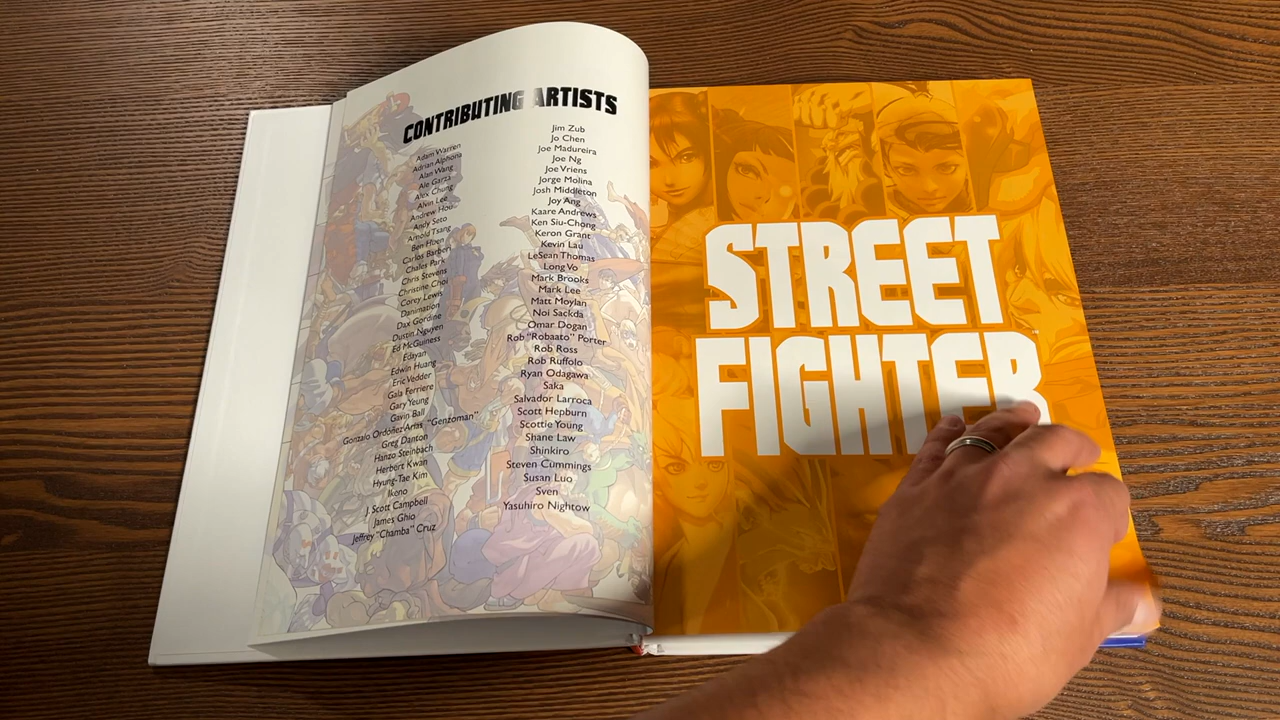 CONTRIBUTING ARTISTS
Adam Warren
Adrian Alphona
Alan Wang
Ale Garza
Alex Chung
Alvin Lee
Andrew Hou
Andy Seto
Arnold Tsang
Ben Huen
Carlos Barberi
Chales Park
Chris Stevens
Christine Choi
Corey Lewis
Danimation
Dax Gordine
Dustin Nguyen
Ed McGuiness
Edayan
Edwin Huang
Eric Vedder
Gala Ferriere
Gary Yeung
Gavin Ball
Gonzalo Ordóñez Arias "Genzoman"
Greg Danton
Hanzo Steinbach
Herbert Kwan
Hyung-Tae Kim
Ikeno
J. Scott Campbell
James Ghio
Jeffrey "Chamba" Cruz
Jim Zub
Jo Chen
Joe Madureira
Joe Ng
Joe Vriens
Jorge Molina
Josh Middleton
Joy Ang
Kaare Andrews
Ken Siu-Chong
Keron Grant
Kevin Lau
LeSean Thomas
Long Vo
Mark Brooks
Mark Lee
Matt Moylan
Noi Sackda
Omar Dogan
Rob "Robaato" Porter
Rob Ross
Rob Ruffolo
Ryan Odagawa
Saka
Salvador Larroca
Scott Hepburn
Scottie Young
Shane Law
Shinkiro
Steven Cummings
Susan Luo
Sven
Yasuhiro Nightow
STREET
FIGHTER